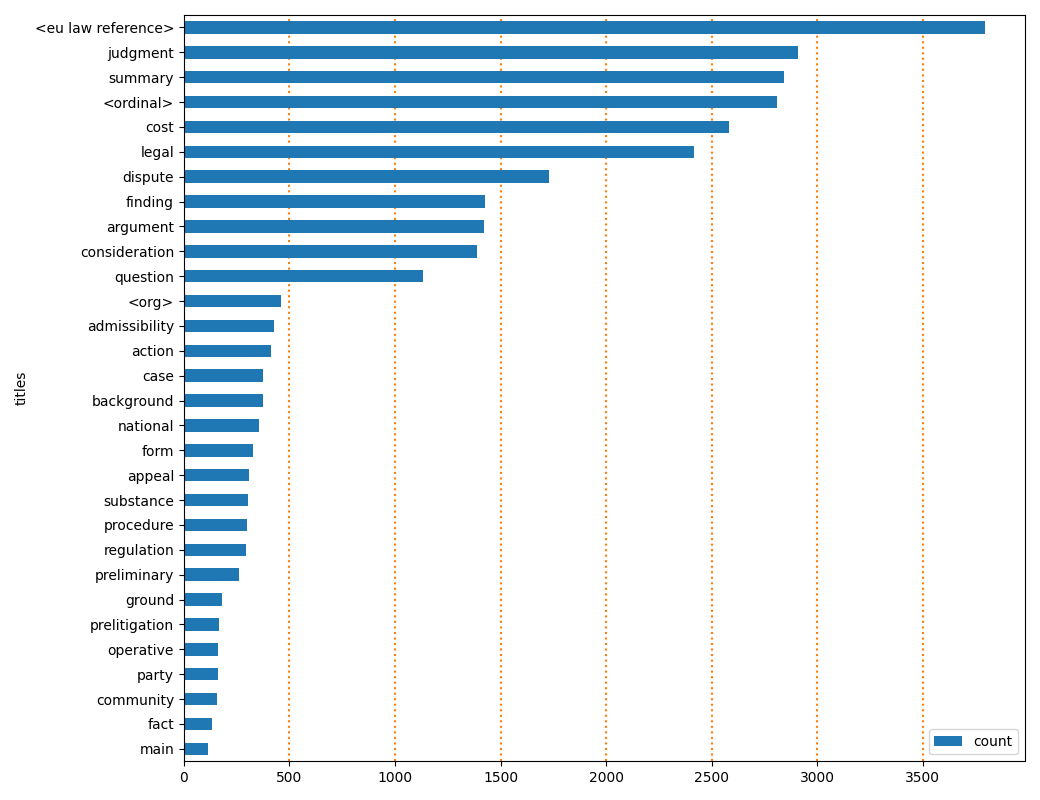 <eu law reference>
judgment
summary
<ordinal>
cost
legal
dispute
finding
argument
consideration
question
<org>
admissibility
action
case
background
national
form
appeal
substance
procedure
regulation
preliminary
ground
prelitigation
operative
party
community
fact
main
titles
count
0 500 1000 1500 2000 2500 3000 3500